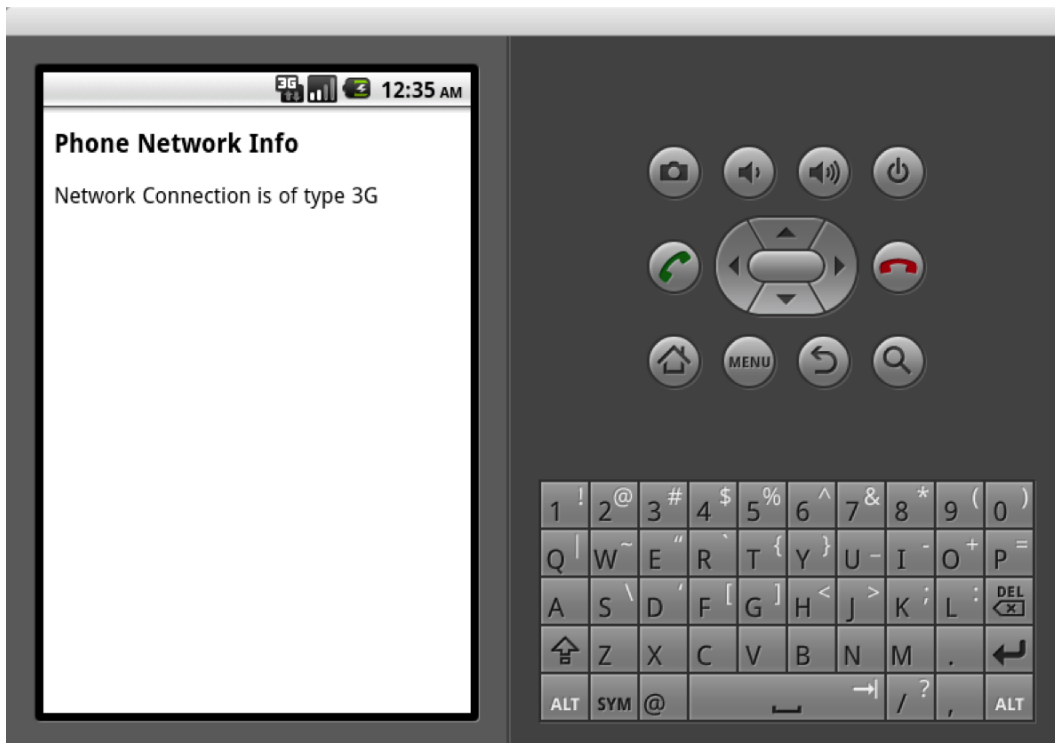 3G 12:35 AM
Phone Network Info
Network Connection is of type 3G
MENU
1 ! 2 @ 3 # 4 $ 5 % 6 ^ 7 & 8 * 9 ( 0 )
Q | W ~ E " R ` T { Y } U _ I - O + P =
A S \ D ' F [ G ] H < J > K ; L : DEL
Z X C V B N M .
ALT SYM @ / ? , ALT